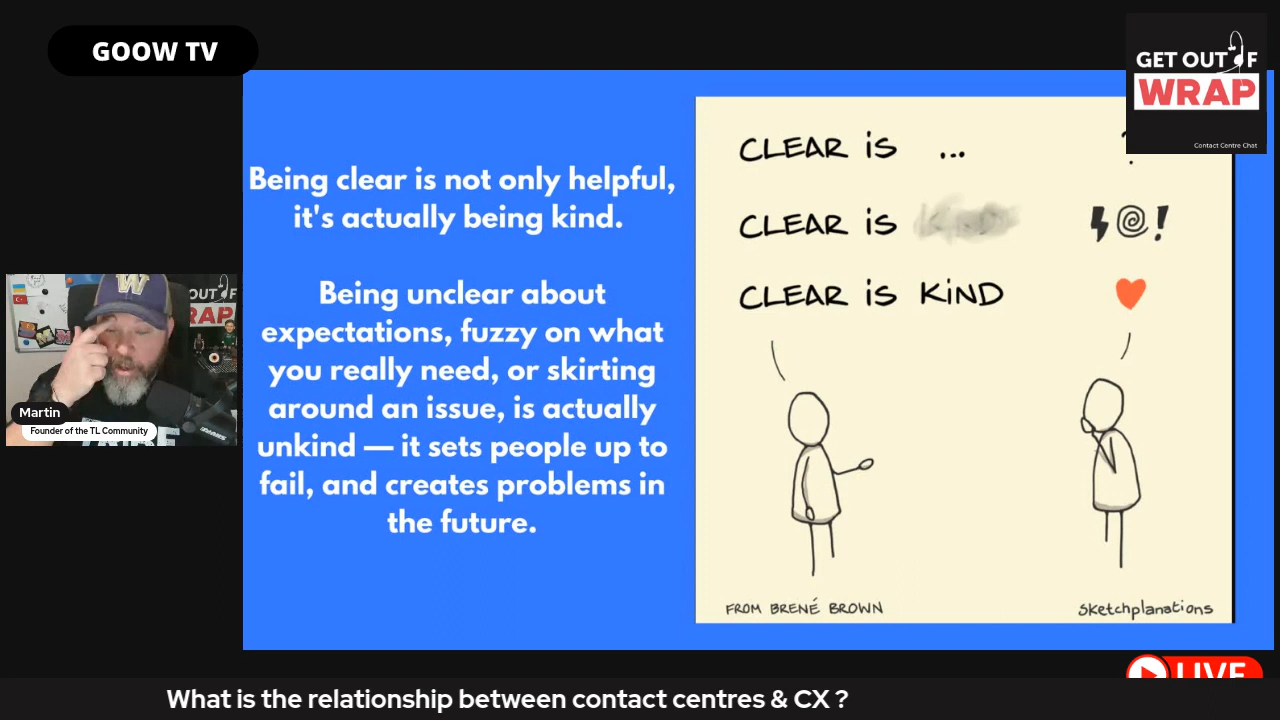 GOOW TV
GET OUT OF
WRAP
Contact Centre Chat
Being clear is not only helpful,
it's actually being kind.
Being unclear about
expectations, fuzzy on what
you really need, or skirting
around an issue, is actually
unkind — it sets people up to
fail, and creates problems in
the future.
CLEAR iS ... ?
CLEAR iS @!
CLEAR iS KiND
FROM BRENÉ BROWN
sketchplanations
W
OUT OF
RAP
Martin
Founder of the TL Community
LIVE
What is the relationship between contact centres & CX ?